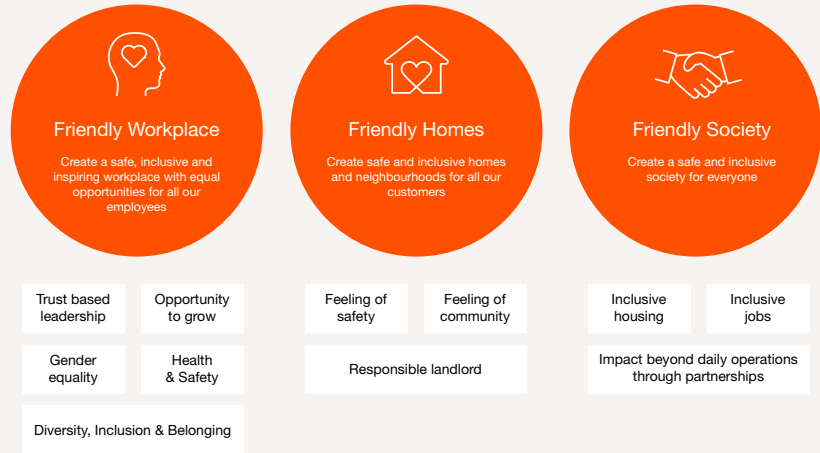 Friendly Workplace
Create a safe, inclusive and
inspiring workplace with equal
opportunities for all our
employees
Trust based
leadership
Opportunity
to grow
Gender
equality
Health
& Safety
Diversity, Inclusion & Belonging
Friendly Homes
Create safe and inclusive homes
and neighbourhoods for all our
customers
Feeling of
safety
Feeling of
community
Responsible landlord
Friendly Society
Create a safe and inclusive
society for everyone
Inclusive
housing
Inclusive
jobs
Impact beyond daily operations
through partnerships